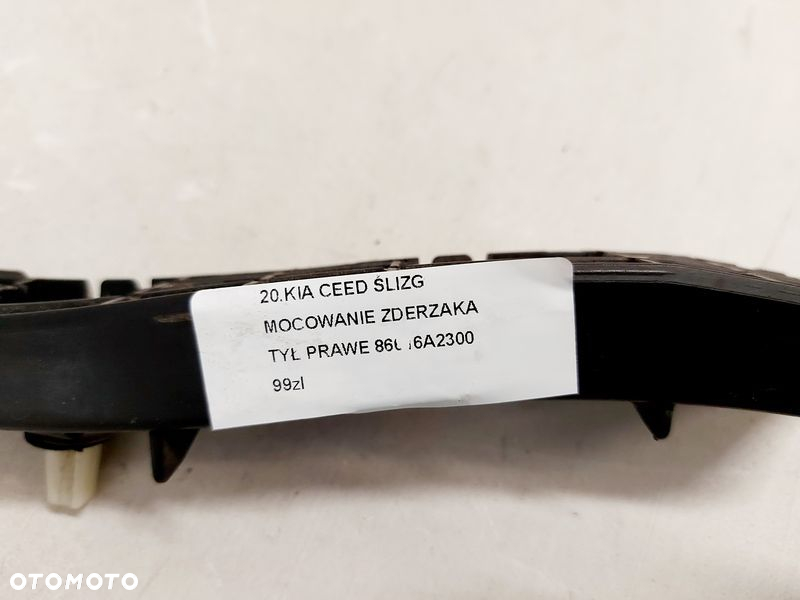 20.KIA CEED ŚLIZG
MOCOWANIE ZDERZAKA
TYŁ PRAWE
99zl
OTOMOTO